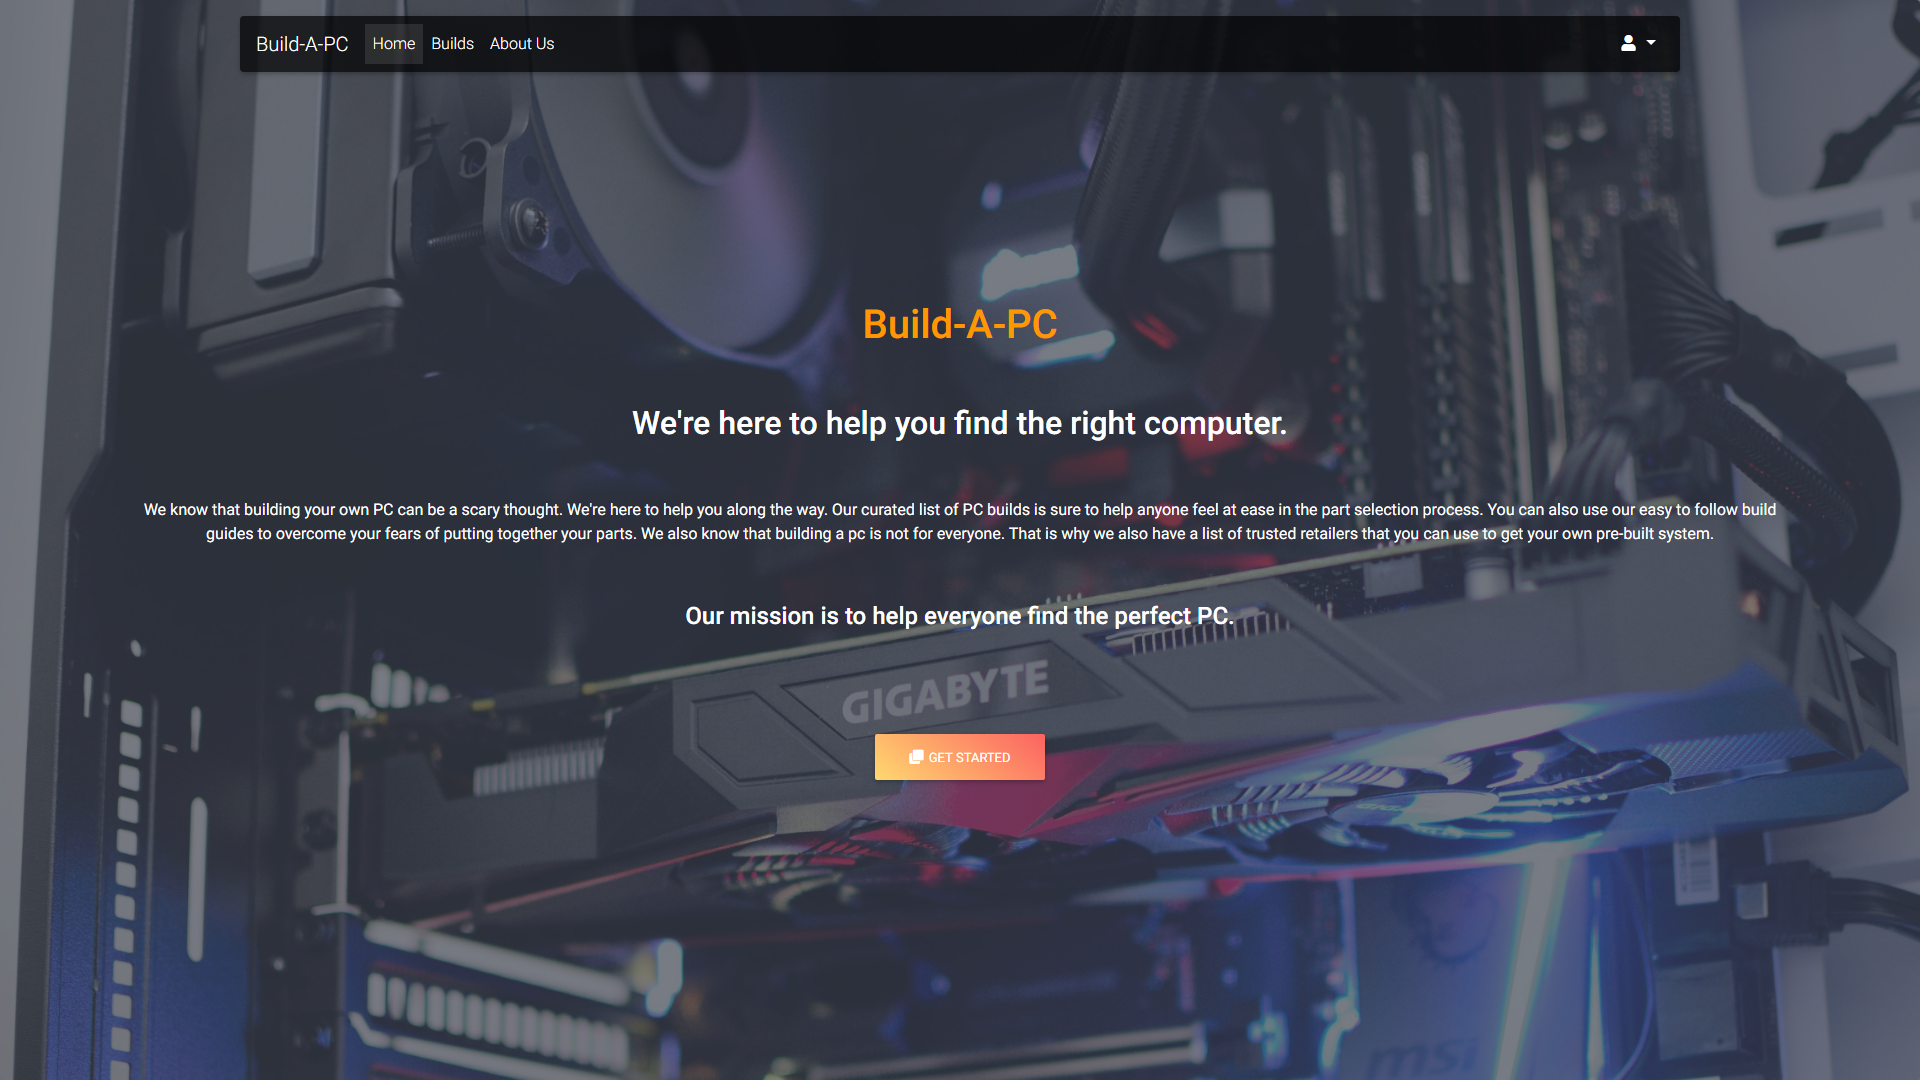 Build-A-PC Home Builds About Us
Build-A-PC
We're here to help you find the right computer.
We know that building your own PC can be a scary thought. We're here to help you along the way. Our curated list of PC builds is sure to help anyone feel at ease in the part selection process. You can also use our easy to follow build
guides to overcome your fears of putting together your parts. We also know that building a pc is not for everyone. That is why we also have a list of trusted retailers that you can use to get your own pre-built system.
Our mission is to help everyone find the perfect PC.
GIGABYTE
GET STARTED
msi